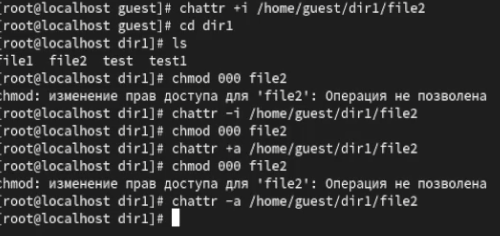 [root@localhost guest]# chattr +i /home/guest/dir1/file2
[root@localhost guest]# cd dir1
[root@localhost dir1]# ls
file1 file2 test test1
[root@localhost dir1]# chmod 000 file2
chmod: изменение прав доступа для 'file2': Операция не позволена
[root@localhost dir1]# chattr -i /home/guest/dir1/file2
[root@localhost dir1]# chmod 000 file2
[root@localhost dir1]# chattr +a /home/guest/dir1/file2
[root@localhost dir1]# chmod 000 file2
chmod: изменение прав доступа для 'file2': Операция не позволена
[root@localhost dir1]# chattr -a /home/guest/dir1/file2
[root@localhost dir1]#